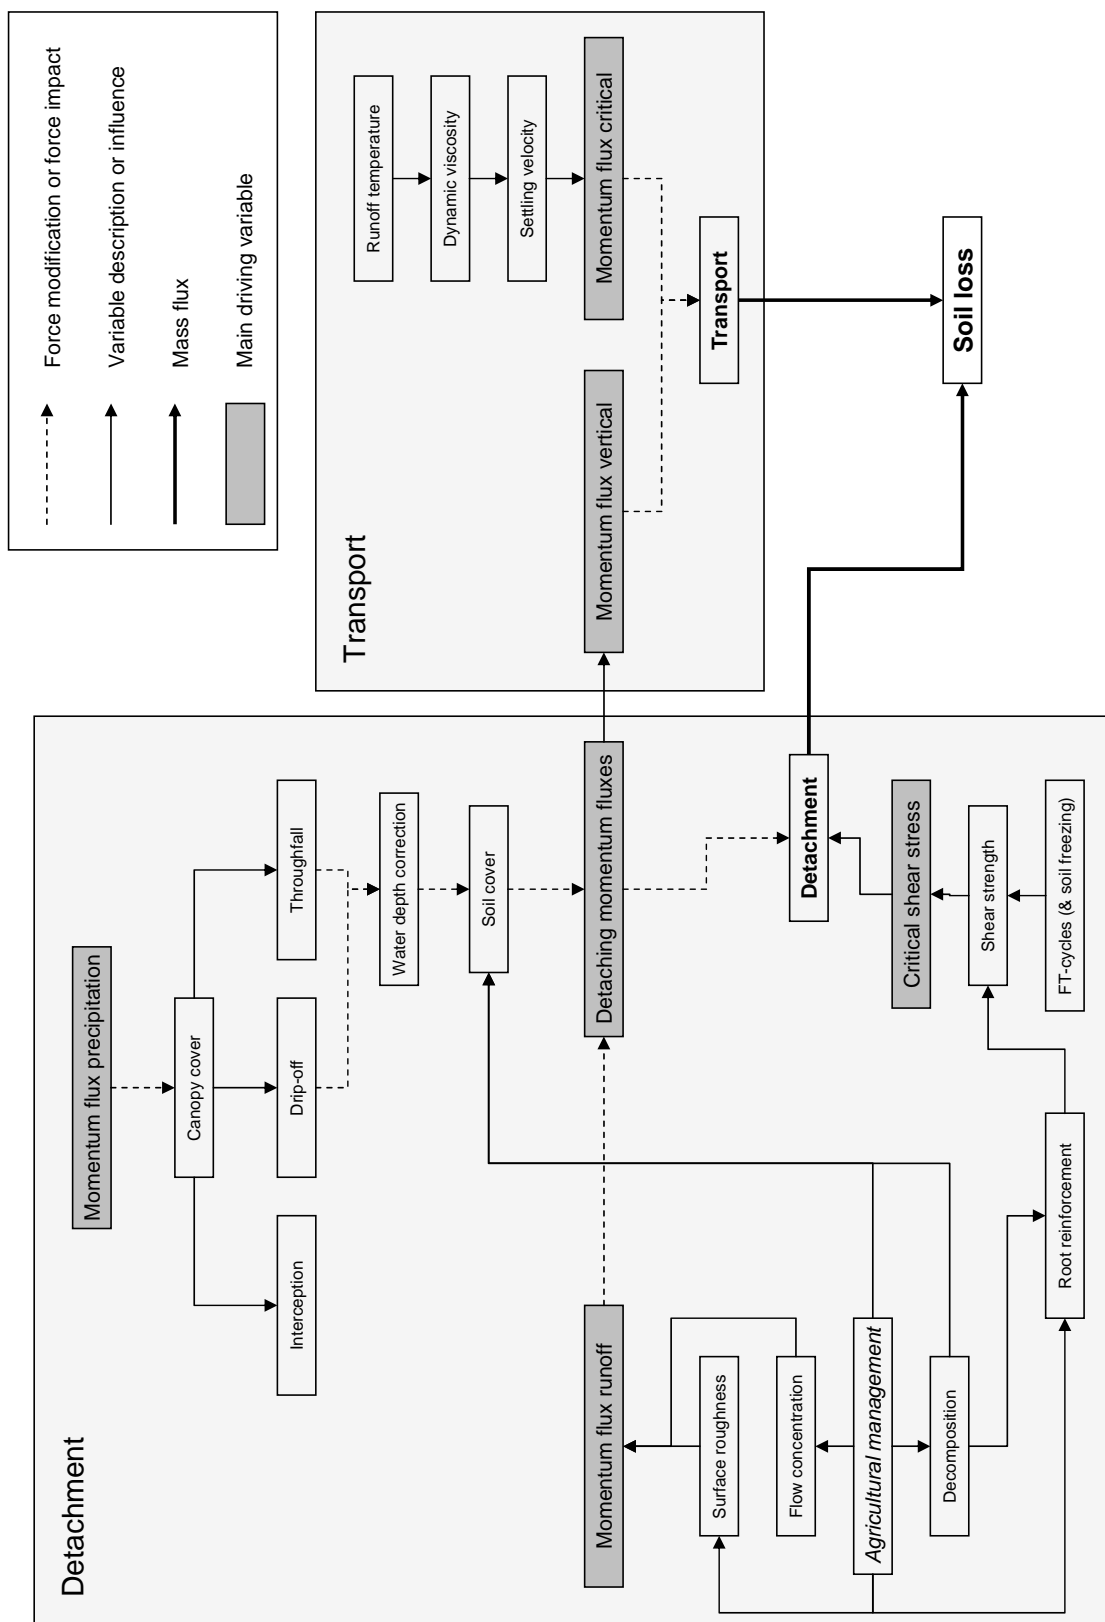 Detachment
Momentum flux precipitation
Canopy cover
Interception
Drip-off
Throughfall
Water depth correction
Soil cover
Momentum flux runoff
Detaching momentum fluxes
Surface roughness
Flow concentration
Agricultural management
Decomposition
Root reinforcement
Detachment
Critical shear stress
Shear strength
FT-cycles (& soil freezing)
Transport
Runoff temperature
Dynamic viscosity
Settling velocity
Momentum flux vertical
Momentum flux critical
Transport
Soil loss
Force modification or force impact
Variable description or influence
Mass flux
Main driving variable